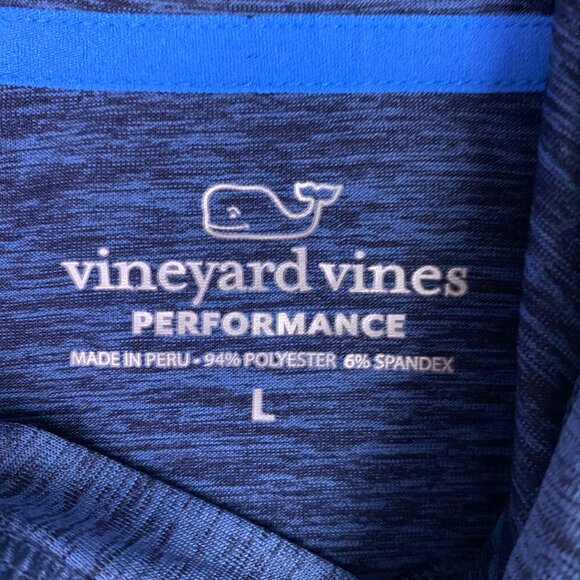 vineyard vines
PERFORMANCE
MADE IN PERU - 94% POLYESTER 6% SPANDEX
L